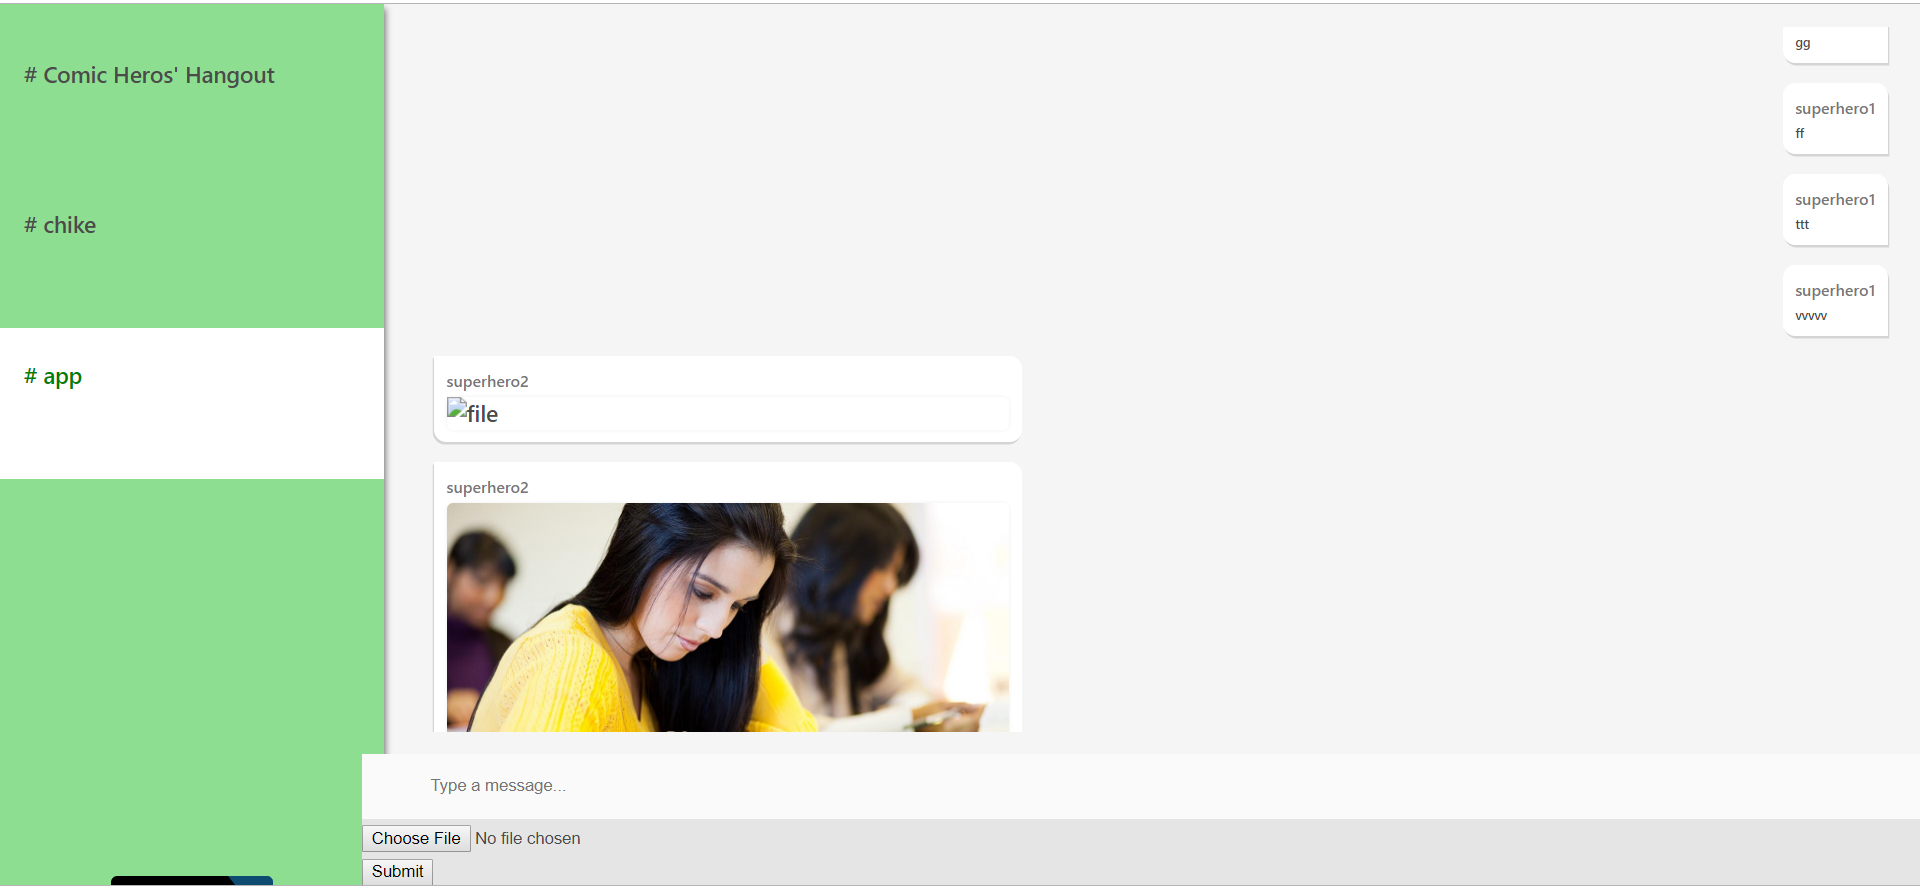 # Comic Heros' Hangout
# chike
# app
gg
superhero1
ff
superhero1
ttt
superhero1
vvvvv
superhero2
file
superhero2
Type a message...
Choose File No file chosen
Submit